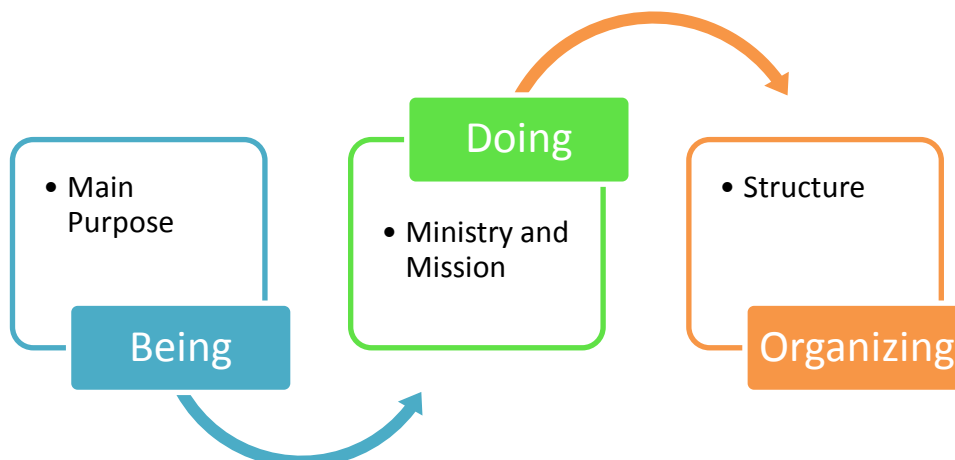 • Main
Purpose
Being
Doing
• Ministry and
Mission
• Structure
Organizing